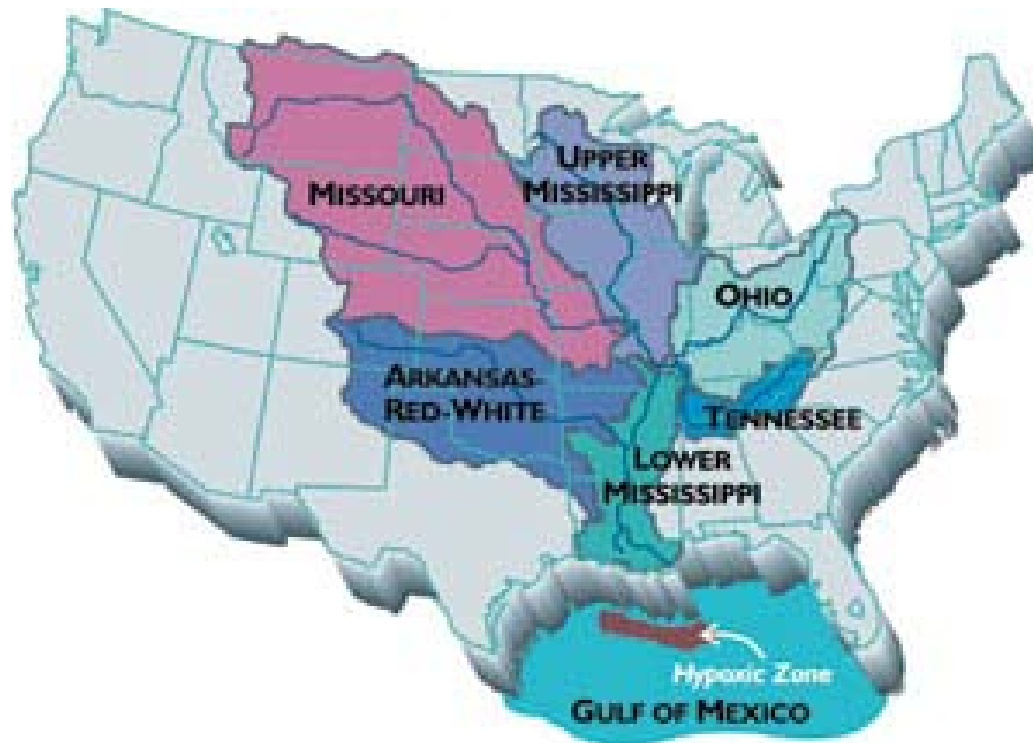 UPPER
MISSISSIPPI
MISSOURI
OHIO
ARKANSAS-
RED-WHITE
TENNESSEE
LOWER
MISSISSIPPI
Hypoxic Zone
GULF OF MEXICO